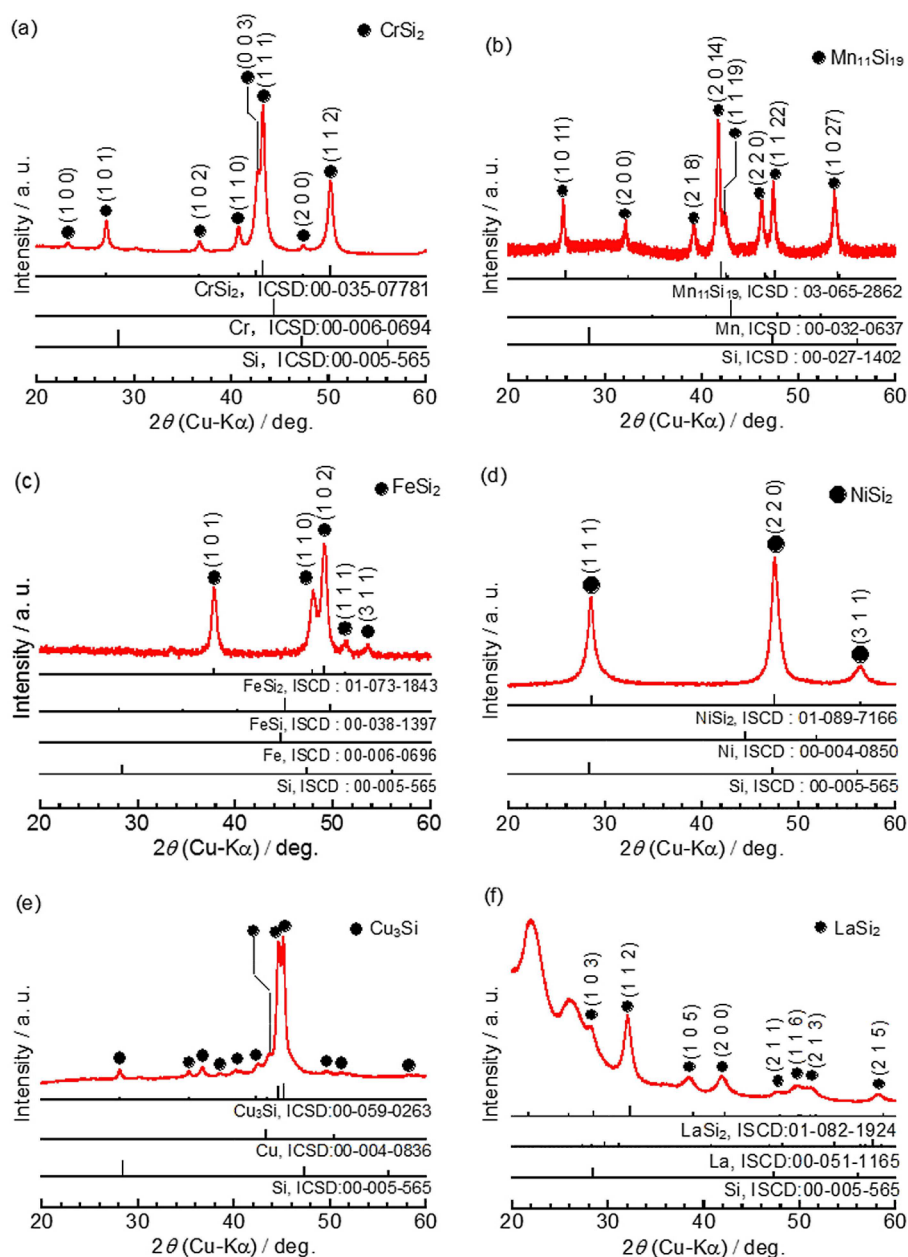 (a)
CrSi₂
(1 0 0)
(1 0 1)
(1 0 2)
(1 1 0)
(0 0 3)
(1 1 1)
(2 0 0)
(1 1 2)
Intensity / a. u.
CrSi₂, ICSD:00-035-07781
Cr, ICSD:00-006-0694
Si, ICSD:00-005-565
20 30 40 50 60
2θ (Cu-Kα) / deg.
(b)
Mn₁₁Si₁₉
(1 0 11)
(2 0 0)
(2 1 8)
(2 0 14)
(1 1 19)
(2 2 0)
(1 1 22)
(1 0 27)
Intensity / a. u.
Mn₁₁Si₁₉, ICSD : 03-065-2862
Mn, ICSD : 00-032-0637
Si, ICSD : 00-027-1402
20 30 40 50 60
2θ (Cu-Kα) / deg.
(c)
FeSi₂
(1 0 1)
(1 1 0)
(1 0 2)
(1 1 1)
(3 1 1)
Intensity / a. u.
FeSi₂, ISCD : 01-073-1843
FeSi, ISCD : 00-038-1397
Fe, ISCD : 00-006-0696
Si, ISCD : 00-005-565
20 30 40 50 60
2θ (Cu-Kα) / deg.
(d)
NiSi₂
(1 1 1)
(2 2 0)
(3 1 1)
Intensity / a. u.
NiSi₂, ISCD : 01-089-7166
Ni, ISCD : 00-004-0850
Si, ISCD : 00-005-565
20 30 40 50 60
2θ (Cu-Kα) / deg.
(e)
Cu₃Si
Intensity / a. u.
Cu₃Si, ICSD:00-059-0263
Cu, ICSD:00-004-0836
Si, ICSD:00-005-565
20 30 40 50 60
2θ (Cu-Kα) / deg.
(f)
LaSi₂
(1 0 3)
(1 1 2)
(1 0 5)
(2 0 0)
(2 1 1)
(1 1 6)
(2 1 3)
(2 1 5)
Intensity / a. u.
LaSi₂, ISCD:01-082-1924
La, ISCD:00-051-1165
Si, ISCD:00-005-565
20 30 40 50 60
2θ (Cu-Kα) / deg.